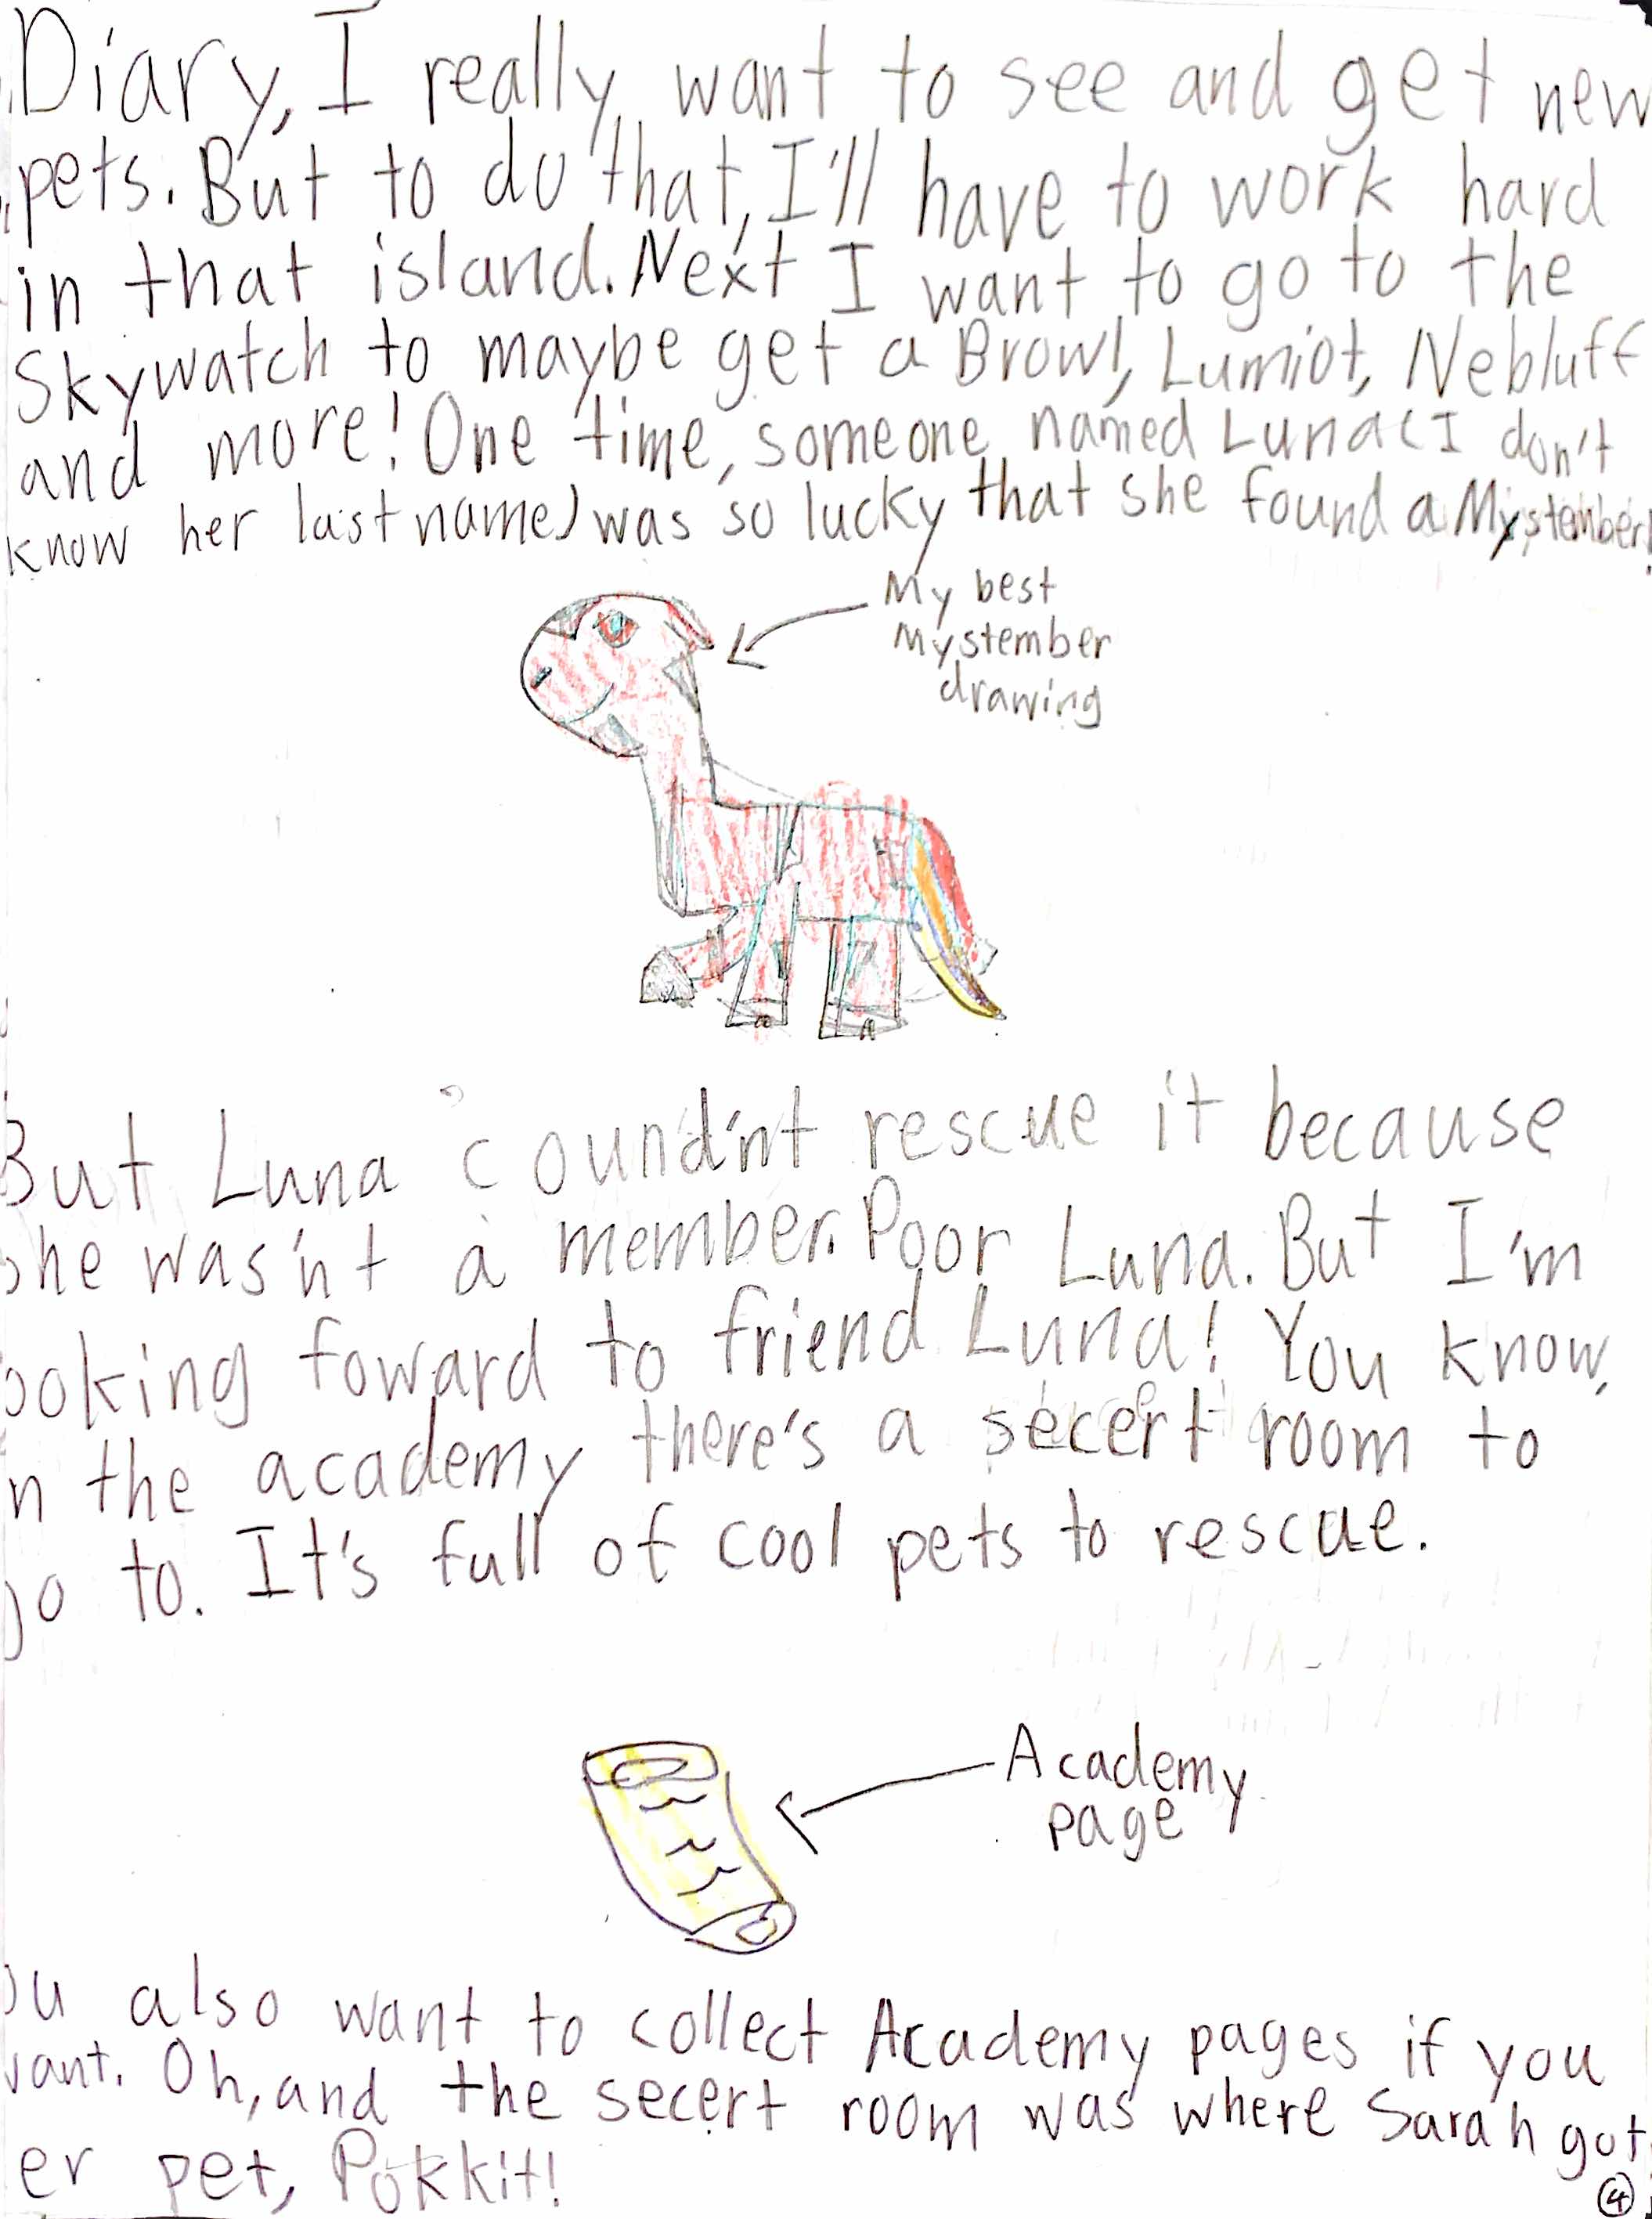 Diary, I really want to see and get new
pets. But to do that, I'll have to work hard
in that island. Next I want to go to the
Skywatch to maybe get a Browl, Lumiot, Nebluff
and more! One time, someone named Luna (I don't
know her last name) was so lucky that she found a Mystember!
My best
Mystember
drawing
But Luna coundn't rescue it because
she was'nt a member. Poor Luna. But I'm
ooking foward to friend Luna! You know,
n the academy there's a secert room to
go to. It's full of cool pets to rescue.
Academy
page
ou also want to collect Academy pages if you
want. Oh, and the secert room was where Sarah got
er pet, Pokkit!
4